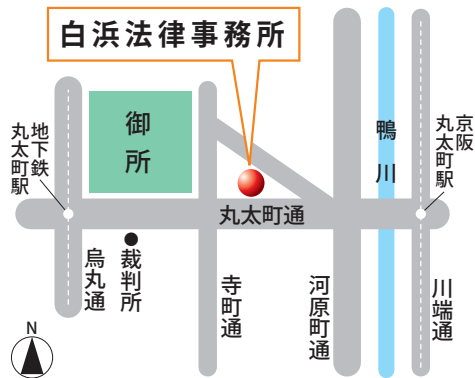 白浜法律事務所
御所
鴨川
地下鉄
丸太町駅
京阪
丸太町駅
丸太町通
烏丸通
裁判所
寺町通
河原町通
川端通
N